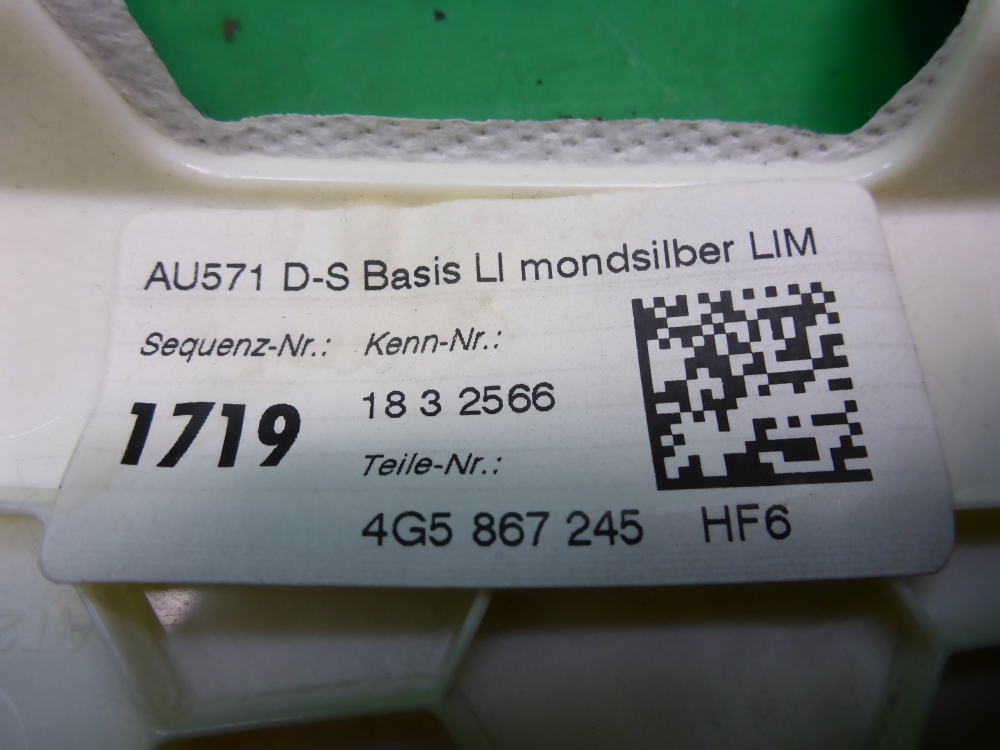 AU571 D-S Basis LI mondsilber LIM
Sequenz-Nr.: Kenn-Nr.:
1719 18 3 2566
Teile-Nr.:
4G5 867 245 HF6